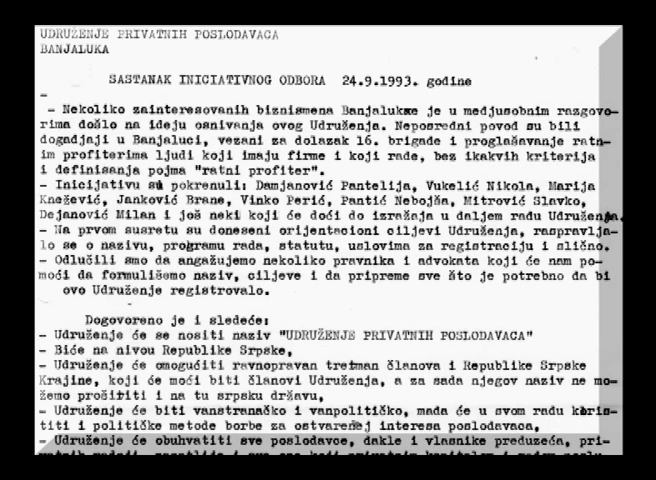 UDRUŽENJE PRIVATNIH POSLODAVACA
BANJALUKA
SASTANAK INICIATIVNOG ODBORA 24.9.1993. godine
–
– Nekoliko zainteresovanih biznismena Banjaluke je u medjusobnim razgovo-
rima došlo na ideju osnivanja ovog Udruženja. Neposredni povod su bili
dogadjaji u Banjaluci, vezani za dolazak 16. brigade i proglašavanje ratn-
im profiterima ljudi koji imaju firme i koji rade, bez ikakvih kriterija
i definisanja pojma "ratni profiter".
– Inicijativu su pokrenuli: Damjanović Pantelija, Vukelić Nikola, Marija
Knežević, Janković Brane, Vinko Perić, Pantić Nebojša, Mitrović Slavko,
Dejanović Milan i još neki koji će doći do izražaja u daljem radu Udruženja.
– Na prvom susretu su doneseni orijentacioni ciljevi Udruženja, raspravlja-
lo se o nazivu, programu rada, statutu, uslovima za registraciju i slično.
– Odlučili smo da angažujemo nekoliko pravnika i advokata koji će nam po-
moći da formulišemo naziv, ciljeve i da pripreme sve što je potrebno da bi
ovo Udruženje registrovalo.
Dogovoreno je i sledeće:
– Udruženje će se nositi naziv "UDRUŽENJE PRIVATNIH POSLODAVACA"
– Biće na nivou Republike Srpske,
– Udruženje će omogućiti ravnopravan tretman članova i Republike Srpske
Krajine, koji će moći biti članovi Udruženja, a za sada njegov naziv ne mo-
žemo proširiti i na tu srpsku državu,
– Udruženje će biti vanstranačko i vanpolitičko, mada će u svom radu koris-
titi i političke metode borbe za ostvarenej interesa poslodavaca,
– Udruženje će obuhvatiti sve poslodavce, dakle i vlasnike preduzeća, pri-